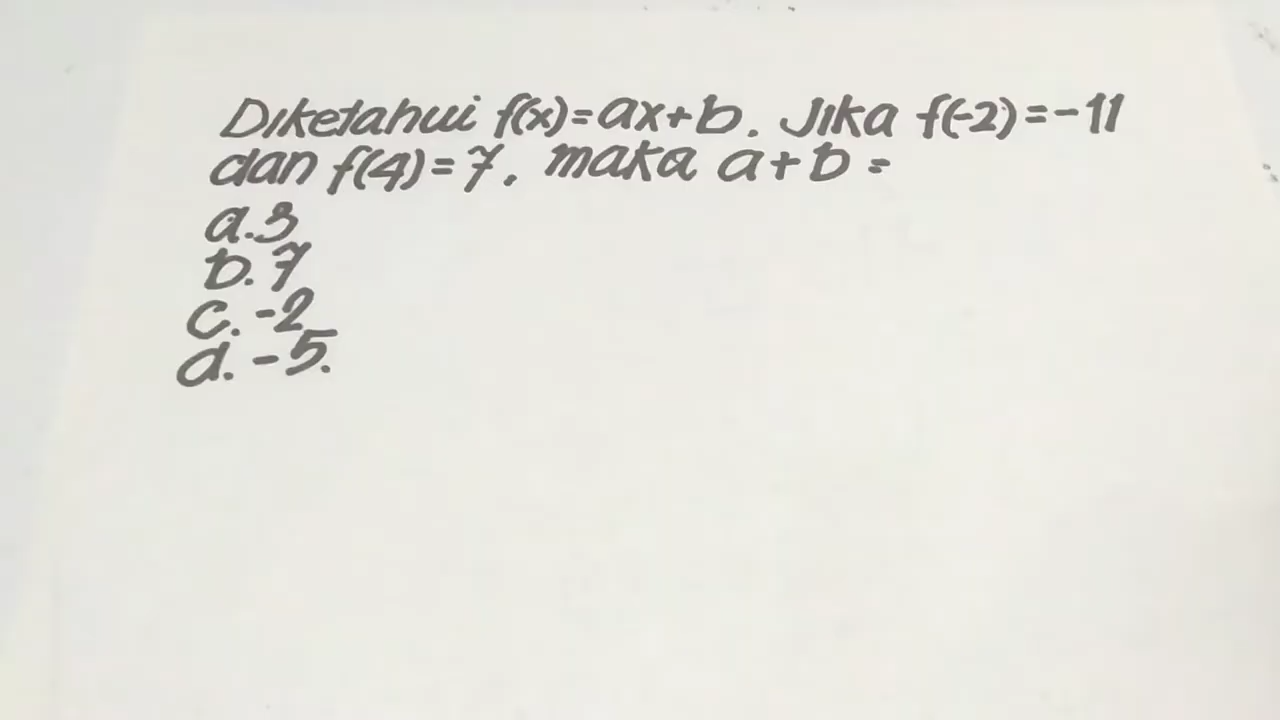 Diketahui f(x)=ax+b. Jika f(-2)=-11
dan f(4)=7. maka a+b=
a.3
b.7
c.-2
d.-5.